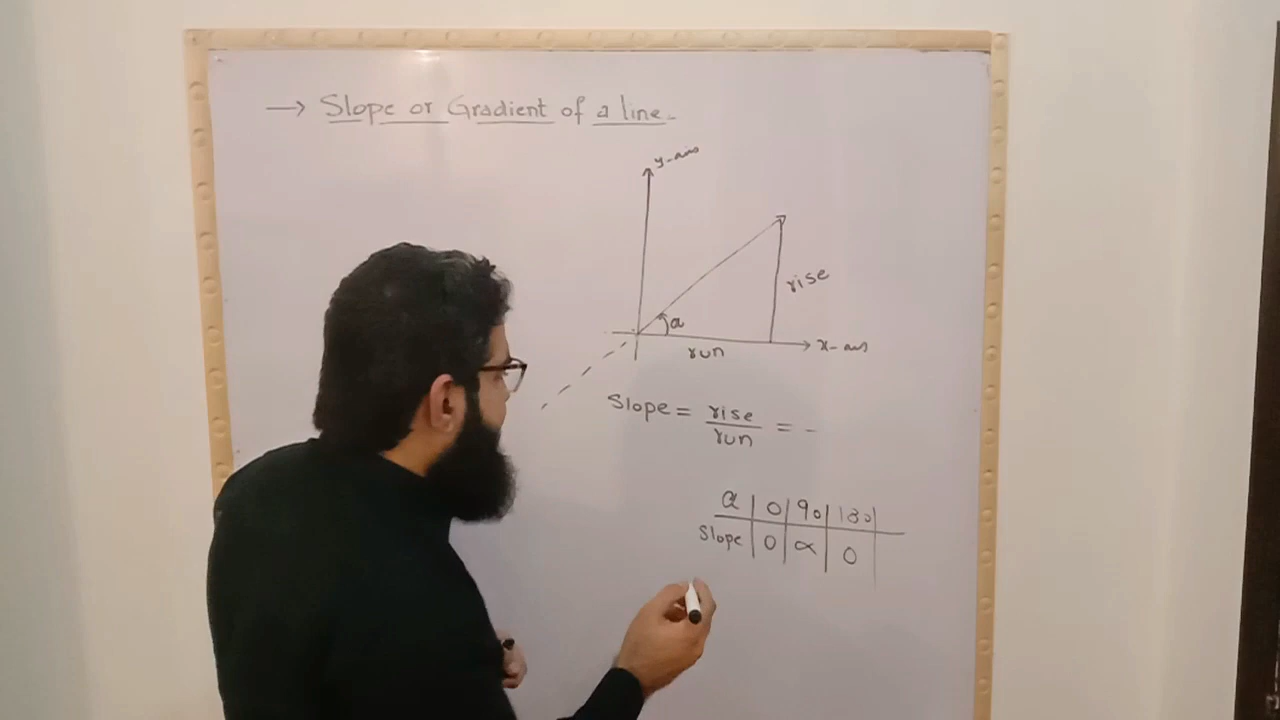 → Slope or Gradient of a line.
y-axis
rise
a
x-axis
run
Slope = rise / run = -
a | 0 | 90 | 180 |
Slope | 0 | ∝ | 0 |